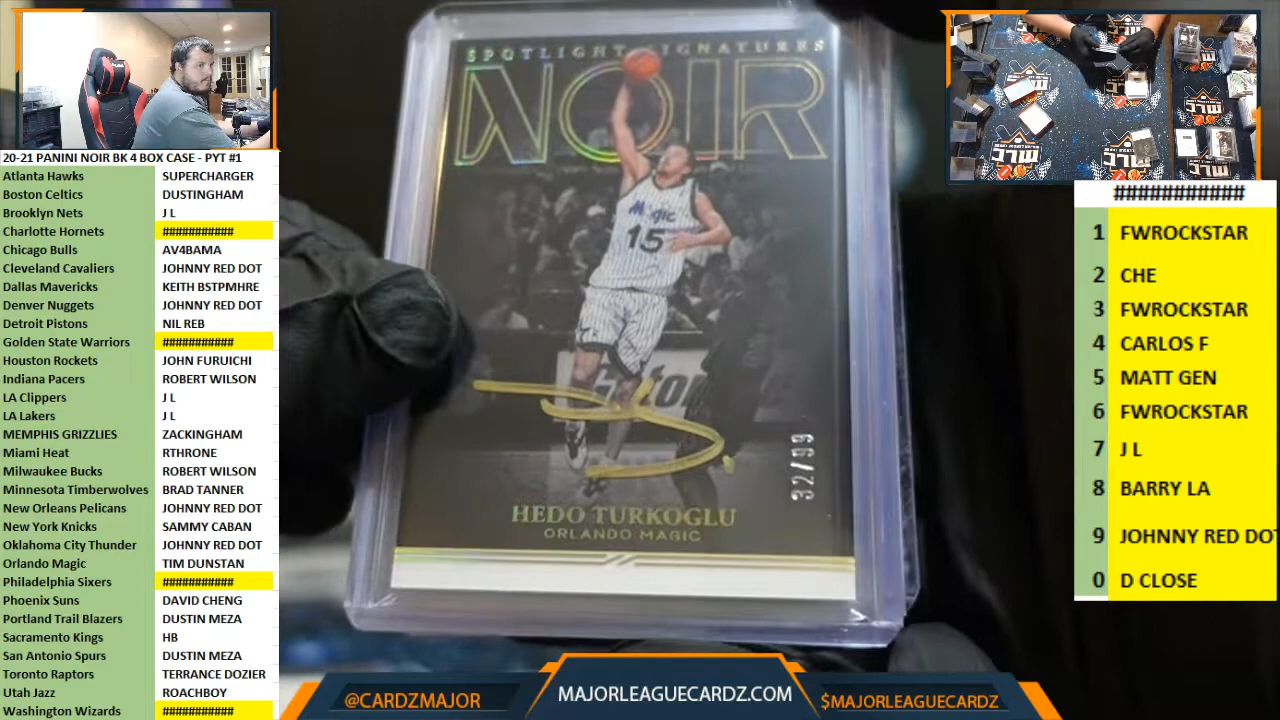 20-21 PANINI NOIR BK 4 BOX CASE - PYT #1
Atlanta Hawks SUPERCHARGER
Boston Celtics DUSTINGHAM
Brooklyn Nets J L
Charlotte Hornets ###########
Chicago Bulls AV4BAMA
Cleveland Cavaliers JOHNNY RED DOT
Dallas Mavericks KEITH BSTPMHRE
Denver Nuggets JOHNNY RED DOT
Detroit Pistons NIL REB
Golden State Warriors ###########
Houston Rockets JOHN FURUICHI
Indiana Pacers ROBERT WILSON
LA Clippers J L
LA Lakers J L
MEMPHIS GRIZZLIES ZACKINGHAM
Miami Heat RTHRONE
Milwaukee Bucks ROBERT WILSON
Minnesota Timberwolves BRAD TANNER
New Orleans Pelicans JOHNNY RED DOT
New York Knicks SAMMY CABAN
Oklahoma City Thunder JOHNNY RED DOT
Orlando Magic TIM DUNSTAN
Philadelphia Sixers ###########
Phoenix Suns DAVID CHENG
Portland Trail Blazers DUSTIN MEZA
Sacramento Kings HB
San Antonio Spurs DUSTIN MEZA
Toronto Raptors TERRANCE DOZIER
Utah Jazz ROACHBOY
Washington Wizards ###########
SPOTLIGHT SIGNATURES
NOIR
Magic
15
32/99
HEDO TURKOGLU
ORLANDO MAGIC
###########
1 FWROCKSTAR
2 CHE
3 FWROCKSTAR
4 CARLOS F
5 MATT GEN
6 FWROCKSTAR
7 J L
8 BARRY LA
9 JOHNNY RED DOT
0 D CLOSE
@CARDZMAJOR
MAJORLEAGUECARDZ.COM
$MAJORLEAGUECARDZ